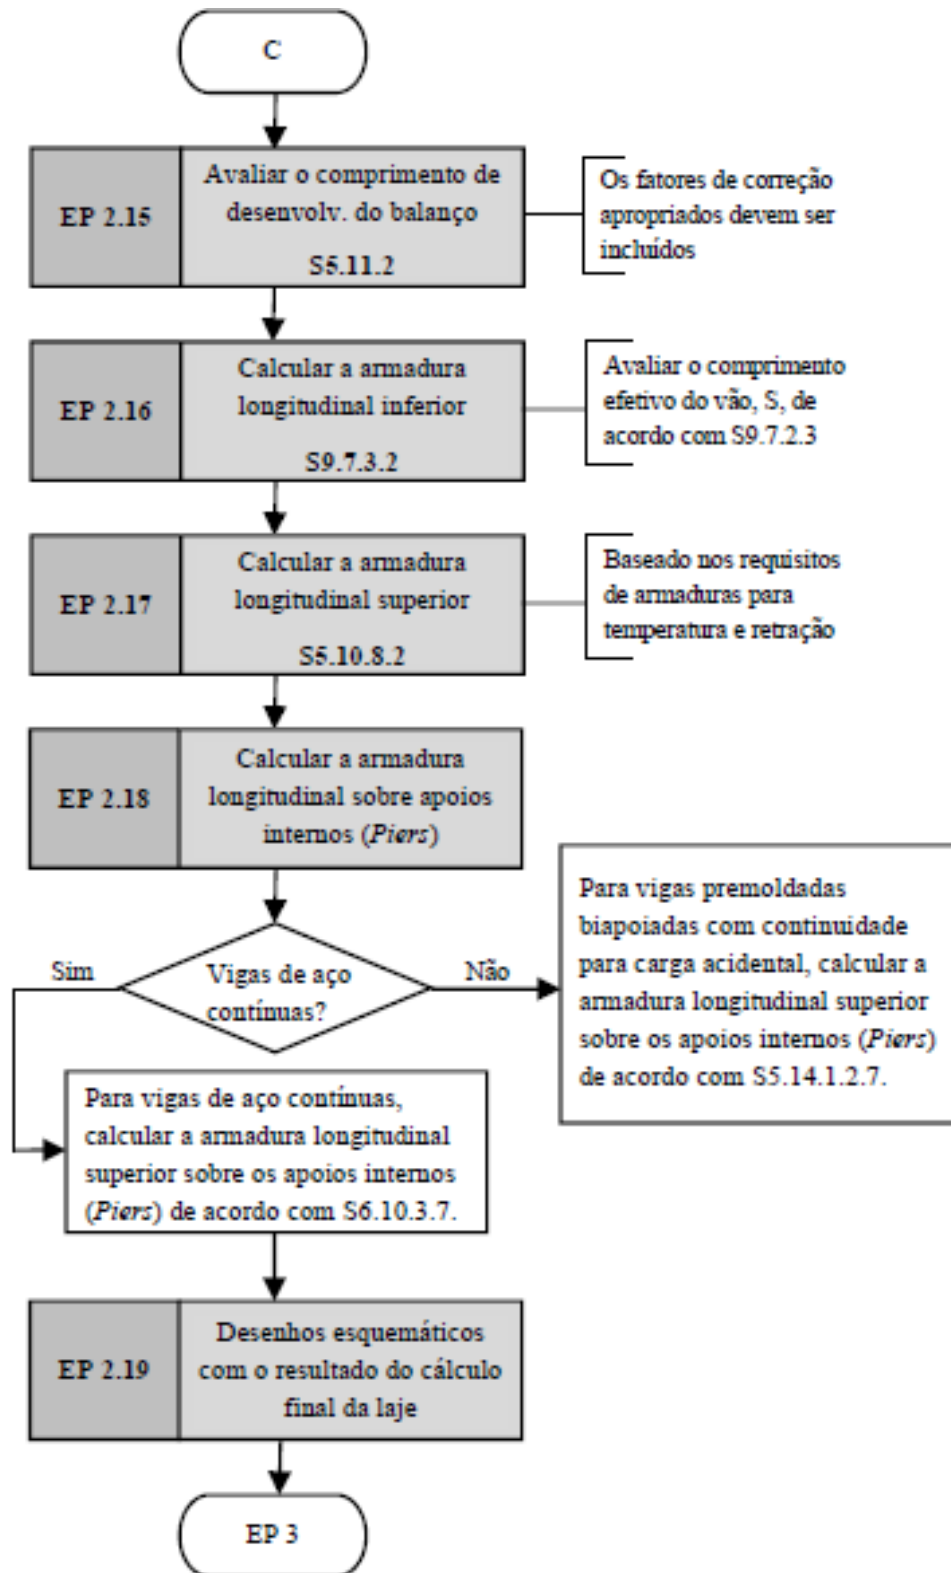 C
EP 2.15
Avaliar o comprimento de
desenvolv. do balanço
S5.11.2
Os fatores de correção
apropriados devem ser
incluídos
EP 2.16
Calcular a armadura
longitudinal inferior
S9.7.3.2
Avaliar o comprimento
efetivo do vão, S, de
acordo com S9.7.2.3
EP 2.17
Calcular a armadura
longitudinal superior
S5.10.8.2
Baseado nos requisitos
de armaduras para
temperatura e retração
EP 2.18
Calcular a armadura
longitudinal sobre apoios
internos (Piers)
Sim
Vigas de aço
contínuas?
Não
Para vigas premoldadas
biapoiadas com continuidade
para carga acidental, calcular a
armadura longitudinal superior
sobre os apoios internos (Piers)
de acordo com S5.14.1.2.7.
Para vigas de aço contínuas,
calcular a armadura longitudinal
superior sobre os apoios internos
(Piers) de acordo com S6.10.3.7.
EP 2.19
Desenhos esquemáticos
com o resultado do cálculo
final da laje
EP 3